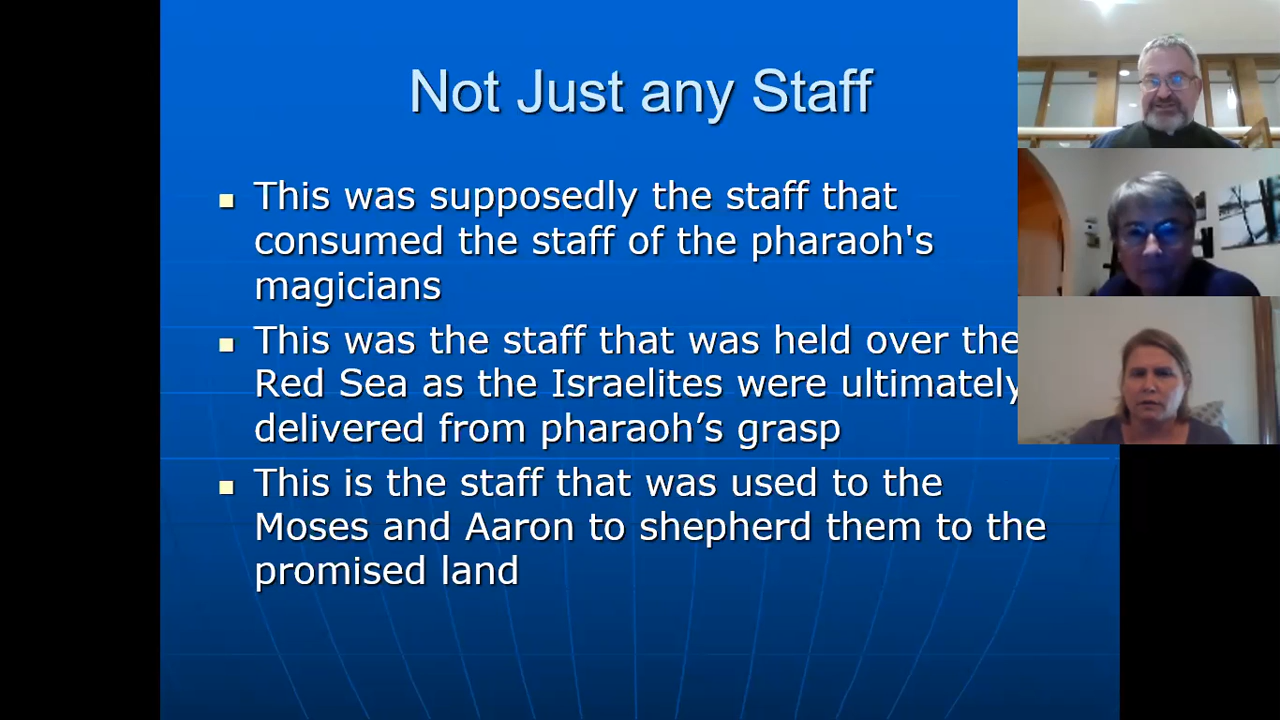 Not Just any Staff
This was supposedly the staff that
consumed the staff of the pharaoh's
magicians
This was the staff that was held over the
Red Sea as the Israelites were ultimately
delivered from pharaoh’s grasp
This is the staff that was used to the
Moses and Aaron to shepherd them to the
promised land